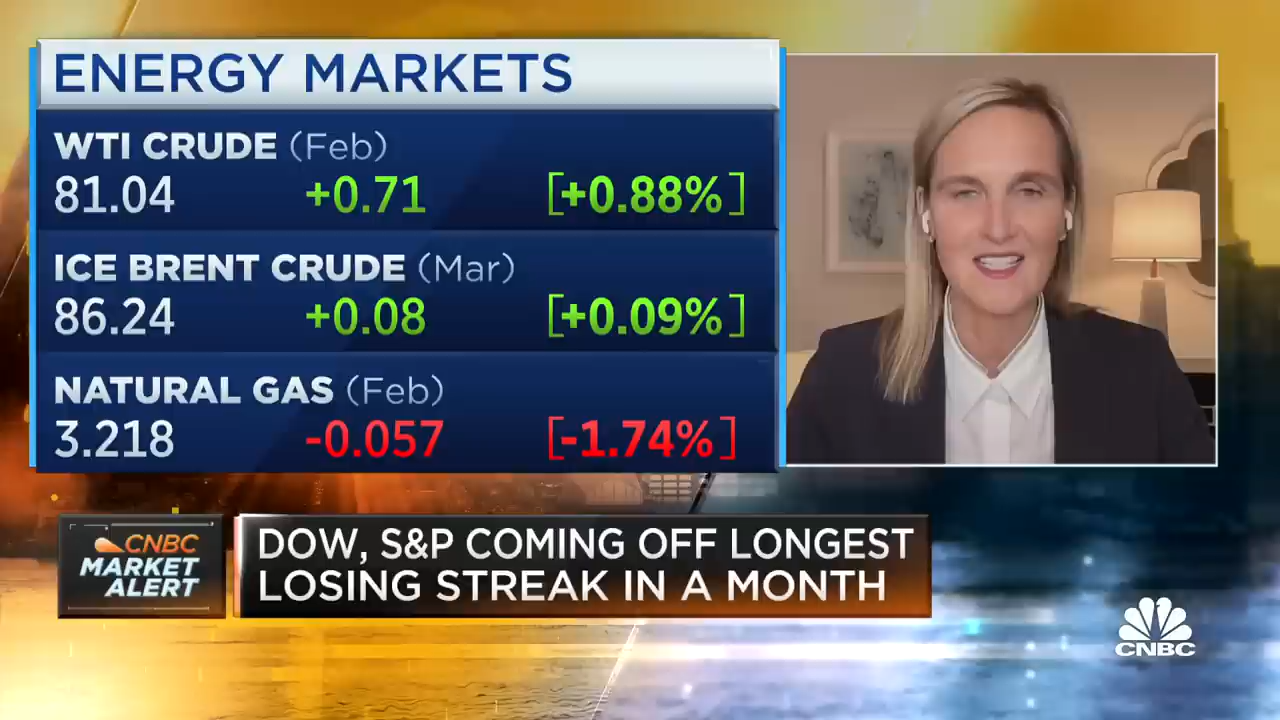 ENERGY MARKETS
WTI CRUDE (Feb)
81.04 +0.71 [+0.88%]
ICE BRENT CRUDE (Mar)
86.24 +0.08 [+0.09%]
NATURAL GAS (Feb)
3.218 -0.057 [-1.74%]
CNBC
MARKET
ALERT
DOW, S&P COMING OFF LONGEST
LOSING STREAK IN A MONTH
CNBC